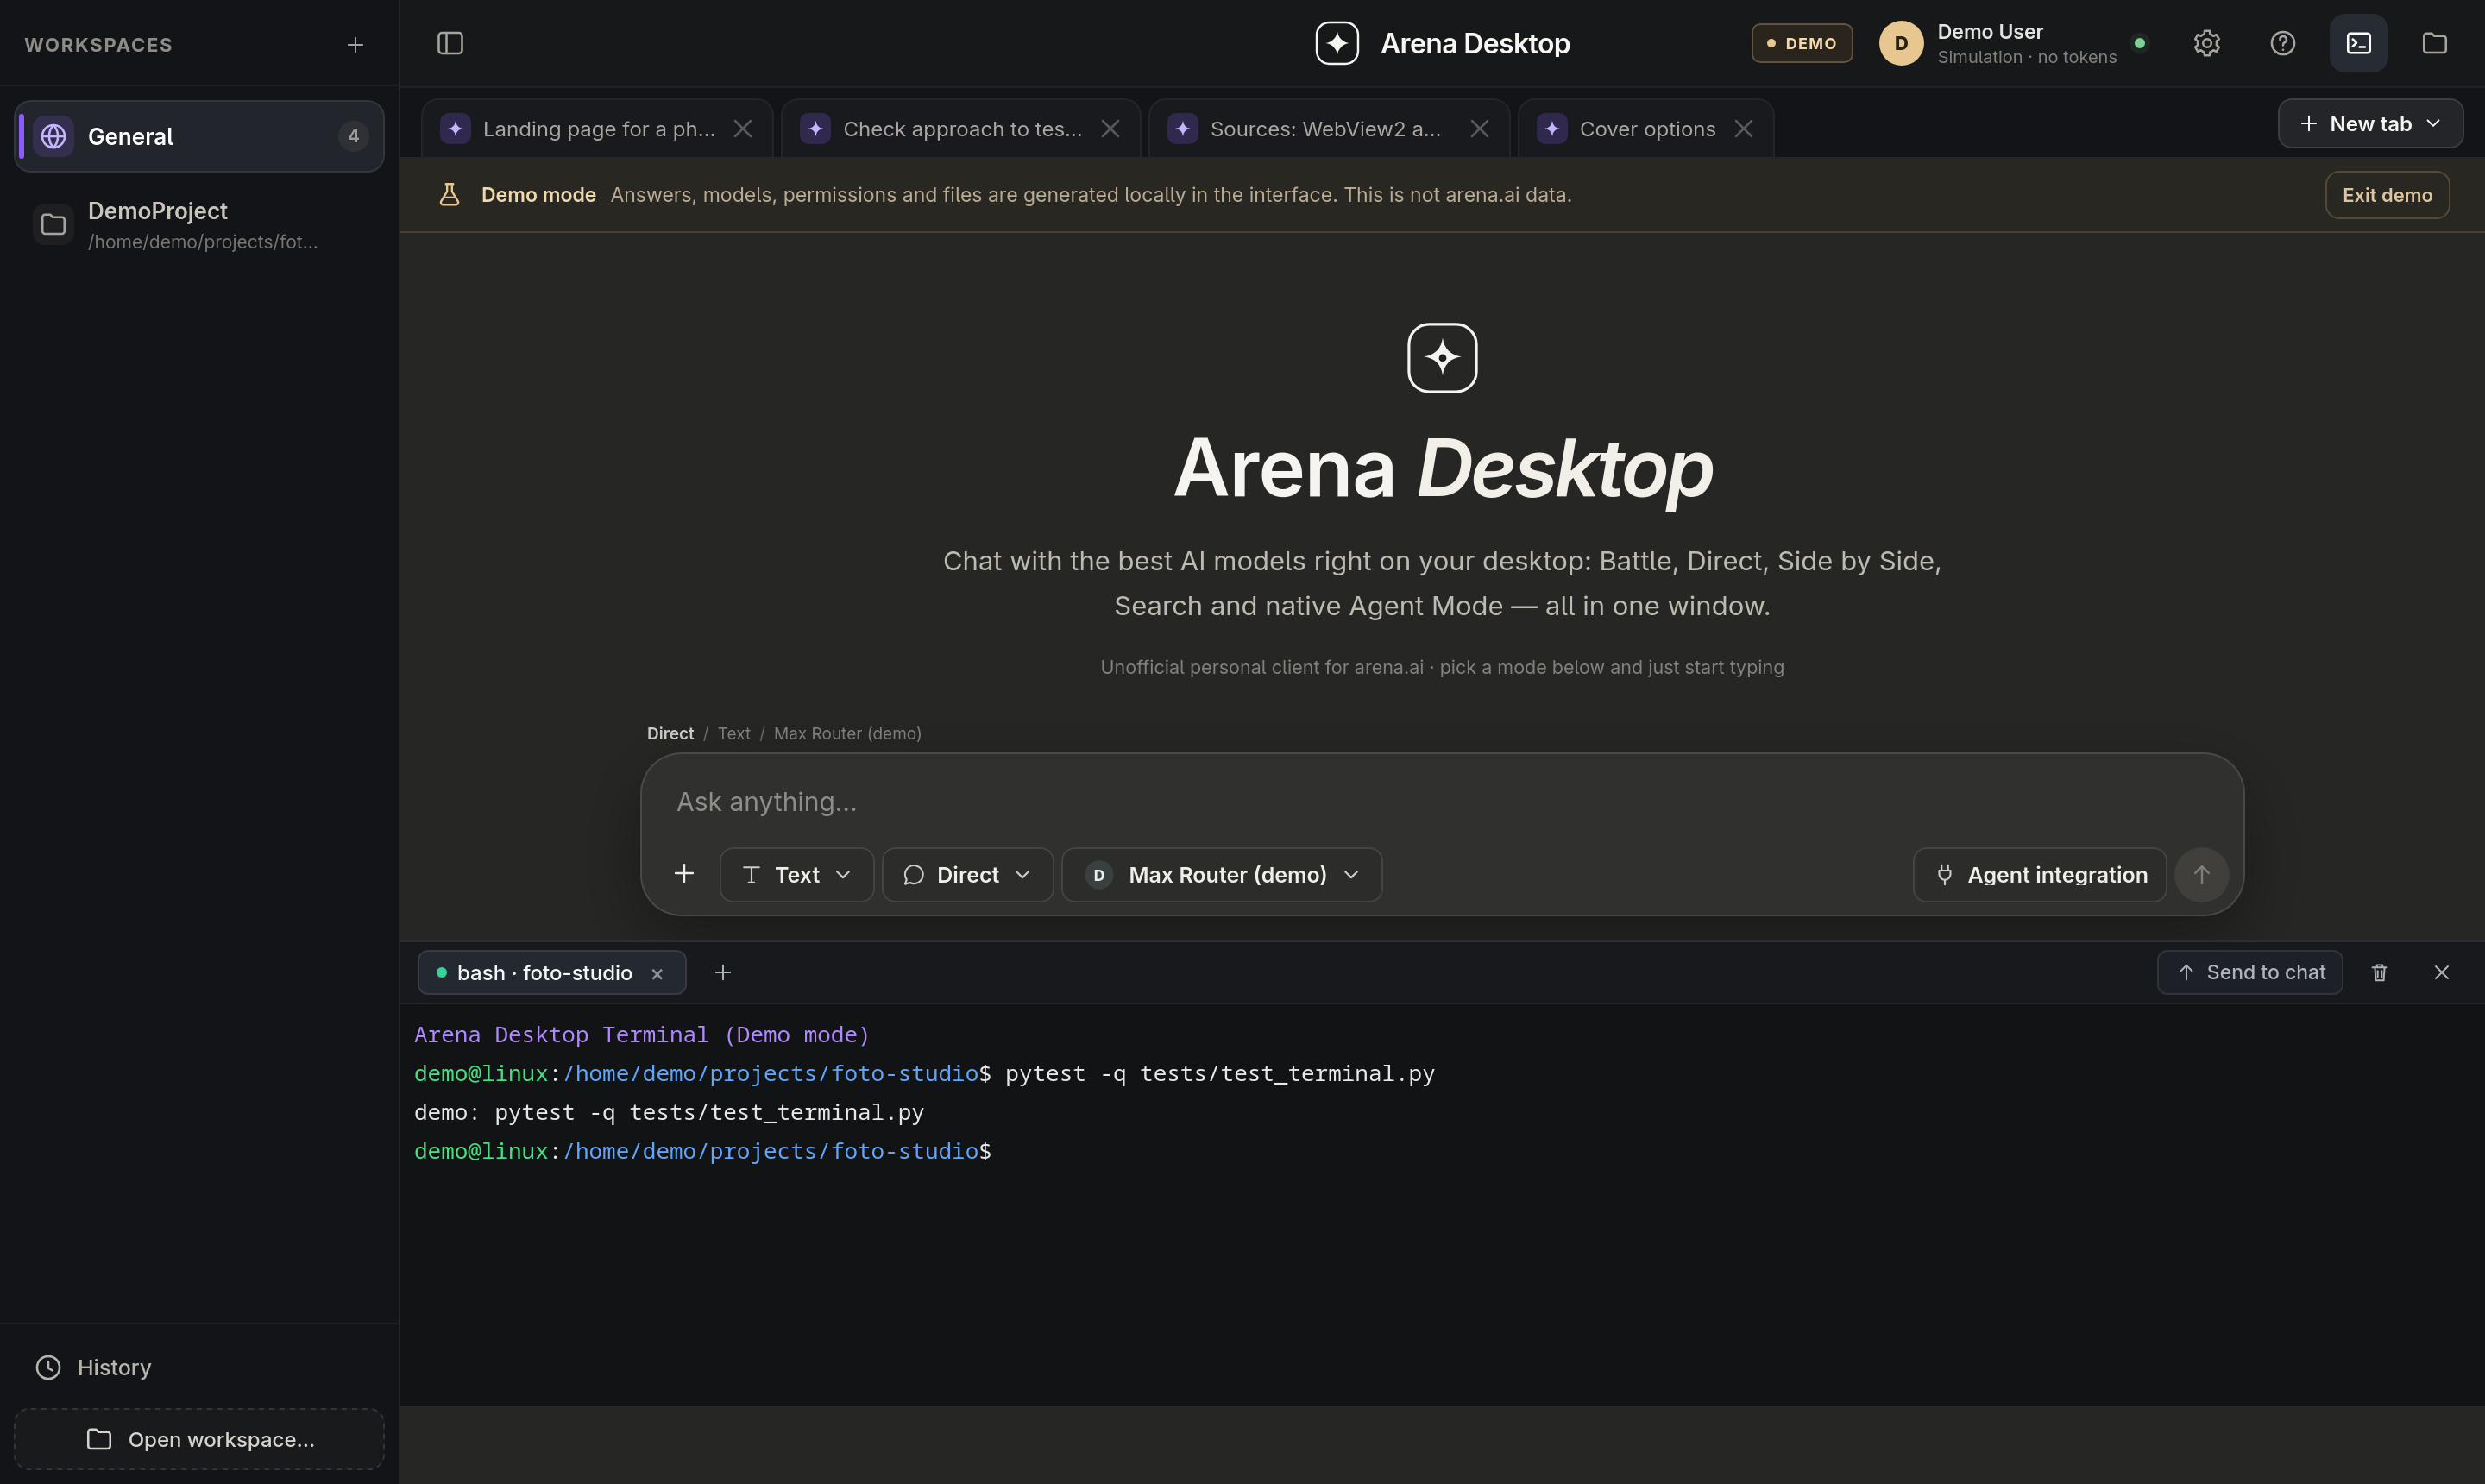 WORKSPACES
General
4
DemoProject
/home/demo/projects/fot...
History
Open workspace...
Arena Desktop
DEMO
D
Demo User
Simulation · no tokens
Landing page for a ph...
Check approach to tes...
Sources: WebView2 a...
Cover options
New tab
Demo mode Answers, models, permissions and files are generated locally in the interface. This is not arena.ai data.
Exit demo
Arena Desktop
Chat with the best AI models right on your desktop: Battle, Direct, Side by Side,
Search and native Agent Mode — all in one window.
Unofficial personal client for arena.ai · pick a mode below and just start typing
Direct / Text / Max Router (demo)
Ask anything...
Text
Direct
D Max Router (demo)
Agent integration
bash · foto-studio
Send to chat
Arena Desktop Terminal (Demo mode)
demo@linux:/home/demo/projects/foto-studio$ pytest -q tests/test_terminal.py
demo: pytest -q tests/test_terminal.py
demo@linux:/home/demo/projects/foto-studio$